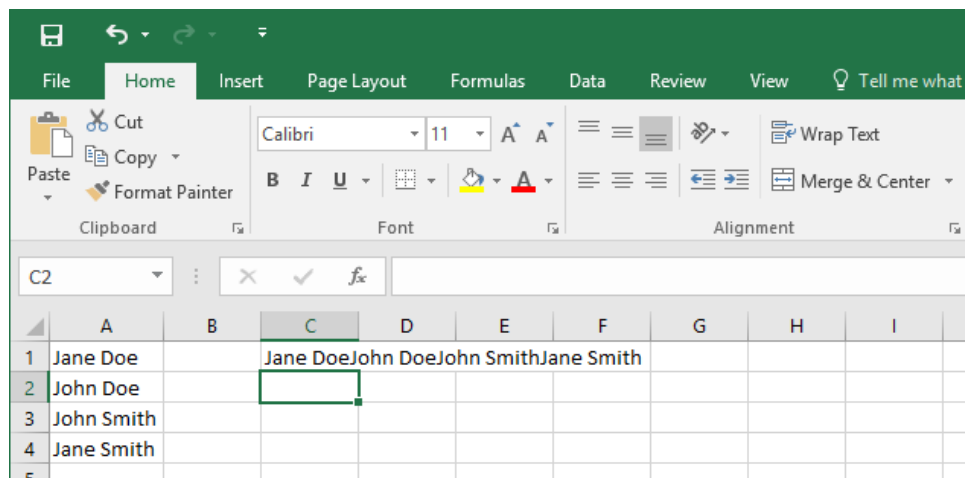 File Home Insert Page Layout Formulas Data Review View Tell me what
Cut
Calibri 11 A A Wrap Text
Copy
Paste
B I U A Merge & Center
Format Painter
Clipboard Font Alignment
C2 fx
A B C D E F G H I
1 Jane Doe Jane DoeJohn DoeJohn SmithJane Smith
2 John Doe
3 John Smith
4 Jane Smith